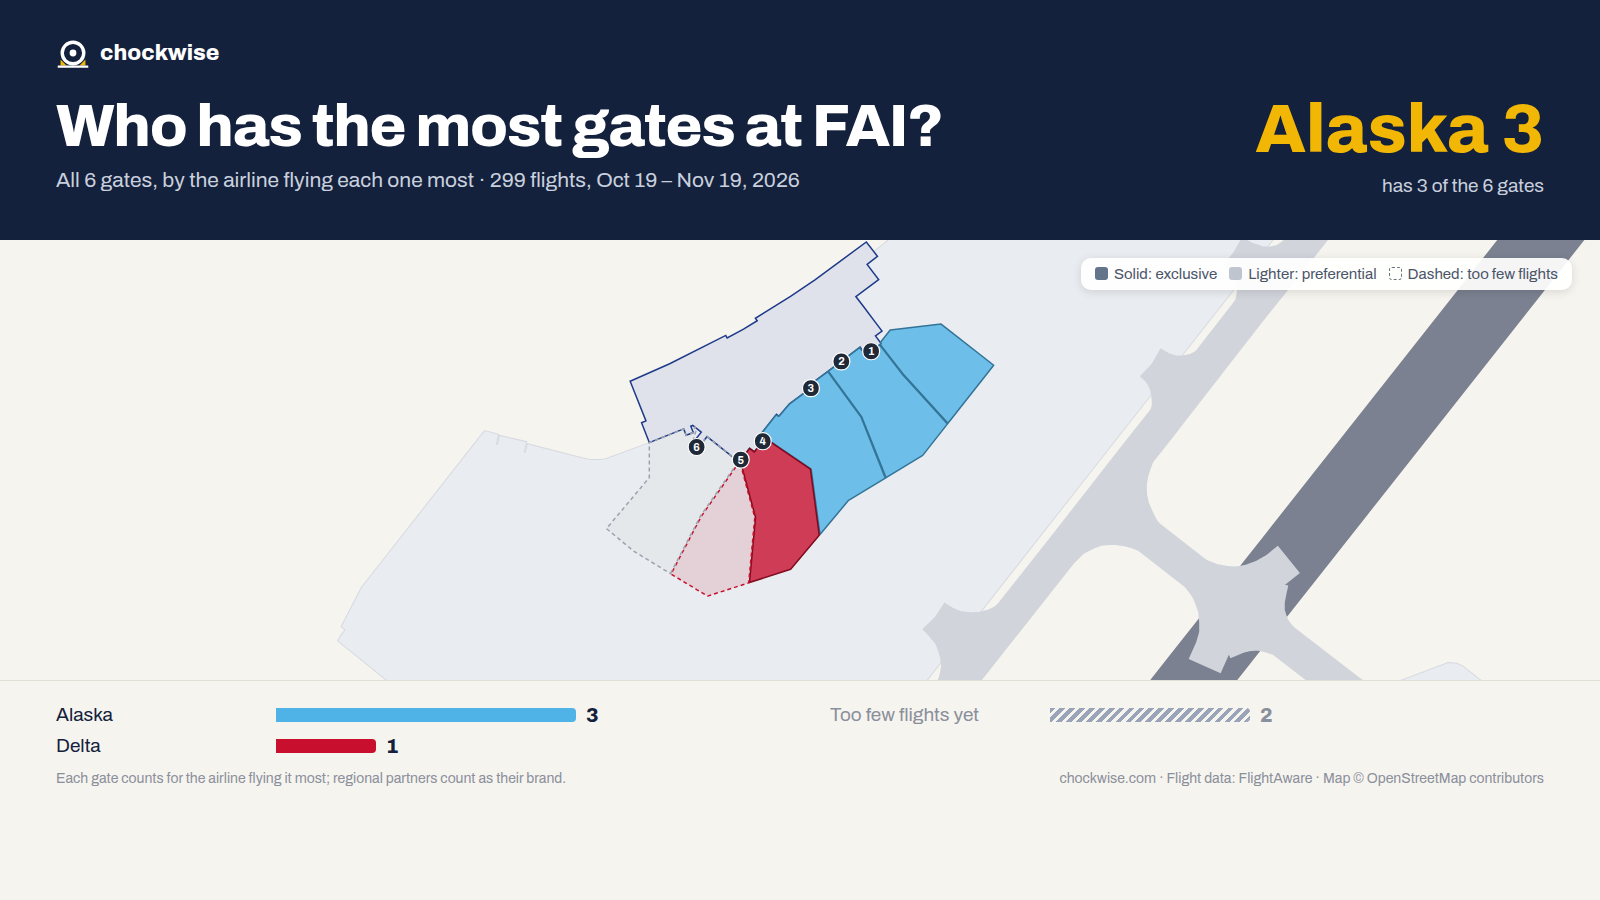 chockwise
Who has the most gates at FAI?
All 6 gates, by the airline flying each one most · 299 flights, Oct 19 – Nov 19, 2026
Alaska 3
has 3 of the 6 gates
Solid: exclusive Lighter: preferential Dashed: too few flights
1
2
3
4
5
6
Alaska 3
Delta 1
Too few flights yet 2
Each gate counts for the airline flying it most; regional partners count as their brand.
chockwise.com · Flight data: FlightAware · Map © OpenStreetMap contributors